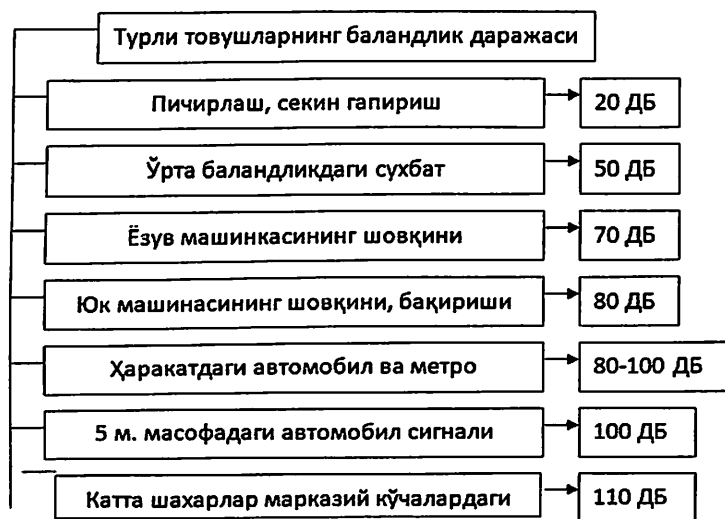 Турли товушларнинг баландлик даражаси
Пичирлаш, секин гапириш 20 ДБ
Ўрта баландликдаги сухбат 50 ДБ
Ёзув машинкасининг шовқини 70 ДБ
Юк машинасининг шовқини, бақириши 80 ДБ
Ҳаракатдаги автомобил ва метро 80-100 ДБ
5 м. масофадаги автомобил сигнали 100 ДБ
Катта шахарлар марказий кўчалардаги 110 ДБ